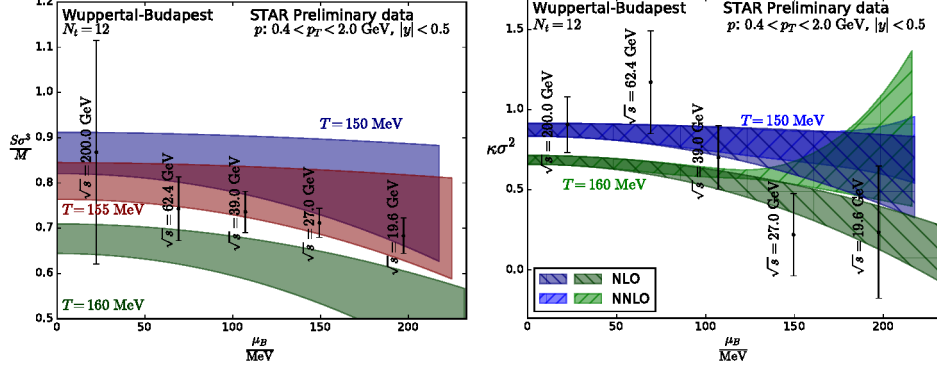 Wuppertal-Budapest
N_t = 12
STAR Preliminary data
p: 0.4 < p_T < 2.0 GeV, |y| < 0.5
1.2
1.1
1.0
0.9
0.8
0.7
0.6
0.5
Sσ³/M
T = 150 MeV
T = 155 MeV
T = 160 MeV
√s = 200.0 GeV
√s = 62.4 GeV
√s = 39.0 GeV
√s = 27.0 GeV
√s = 19.6 GeV
0 50 100 150 200
μ_B/MeV
Wuppertal-Budapest
N_t = 12
STAR Preliminary data
p: 0.4 < p_T < 2.0 GeV, |y| < 0.5
1.5
1.0
0.5
0.0
κσ²
T = 150 MeV
T = 160 MeV
√s = 200.0 GeV
√s = 62.4 GeV
√s = 39.0 GeV
√s = 27.0 GeV
√s = 19.6 GeV
NLO
NNLO
0 50 100 150 200
μ_B/MeV